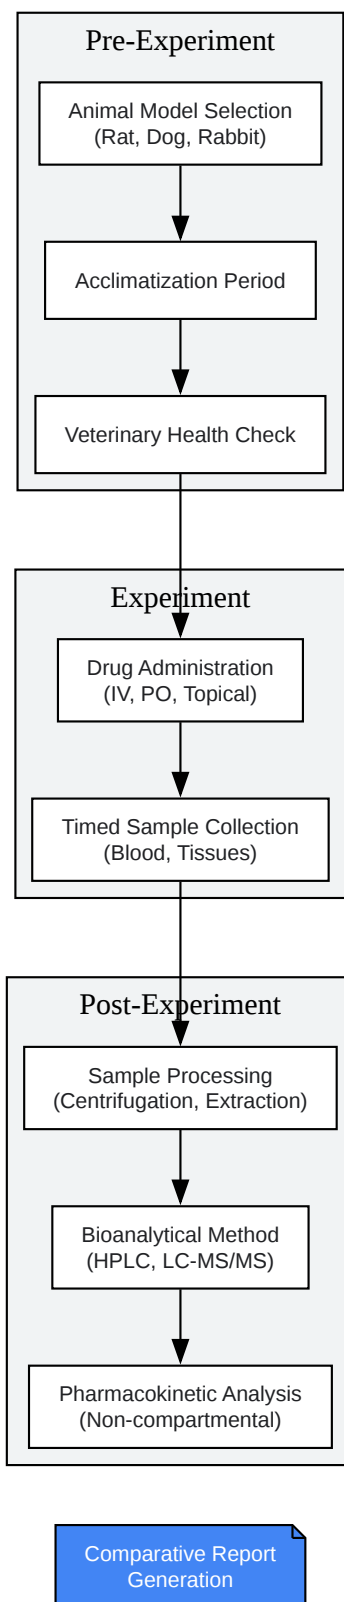 Pre-Experiment
Animal Model Selection
(Rat, Dog, Rabbit)
Acclimatization Period
Veterinary Health Check
Experiment
Drug Administration
(IV, PO, Topical)
Timed Sample Collection
(Blood, Tissues)
Post-Experiment
Sample Processing
(Centrifugation, Extraction)
Bioanalytical Method
(HPLC, LC-MS/MS)
Pharmacokinetic Analysis
(Non-compartmental)
Comparative Report
Generation